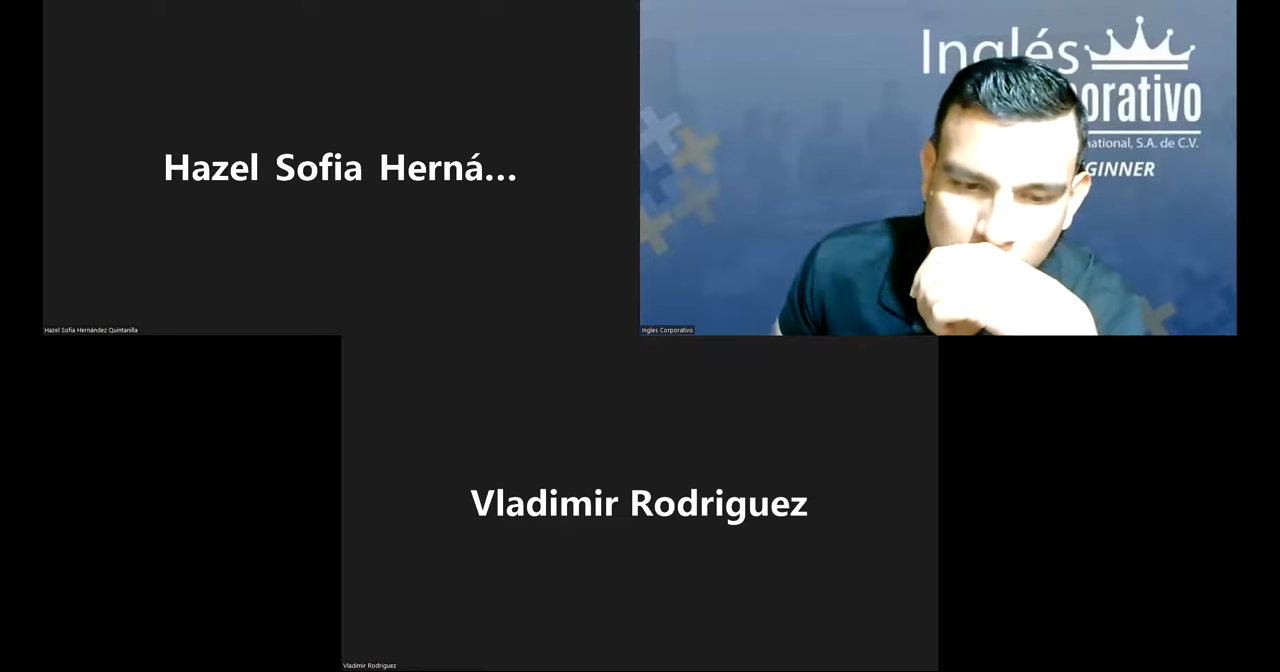 Hazel Sofia Herná...
Hazel Sofia Hernández Quintanilla
Inglés
orativo
national, S.A. de C.V.
GINNER
Ingles Corporativo
Vladimir Rodriguez
Vladimir Rodriguez